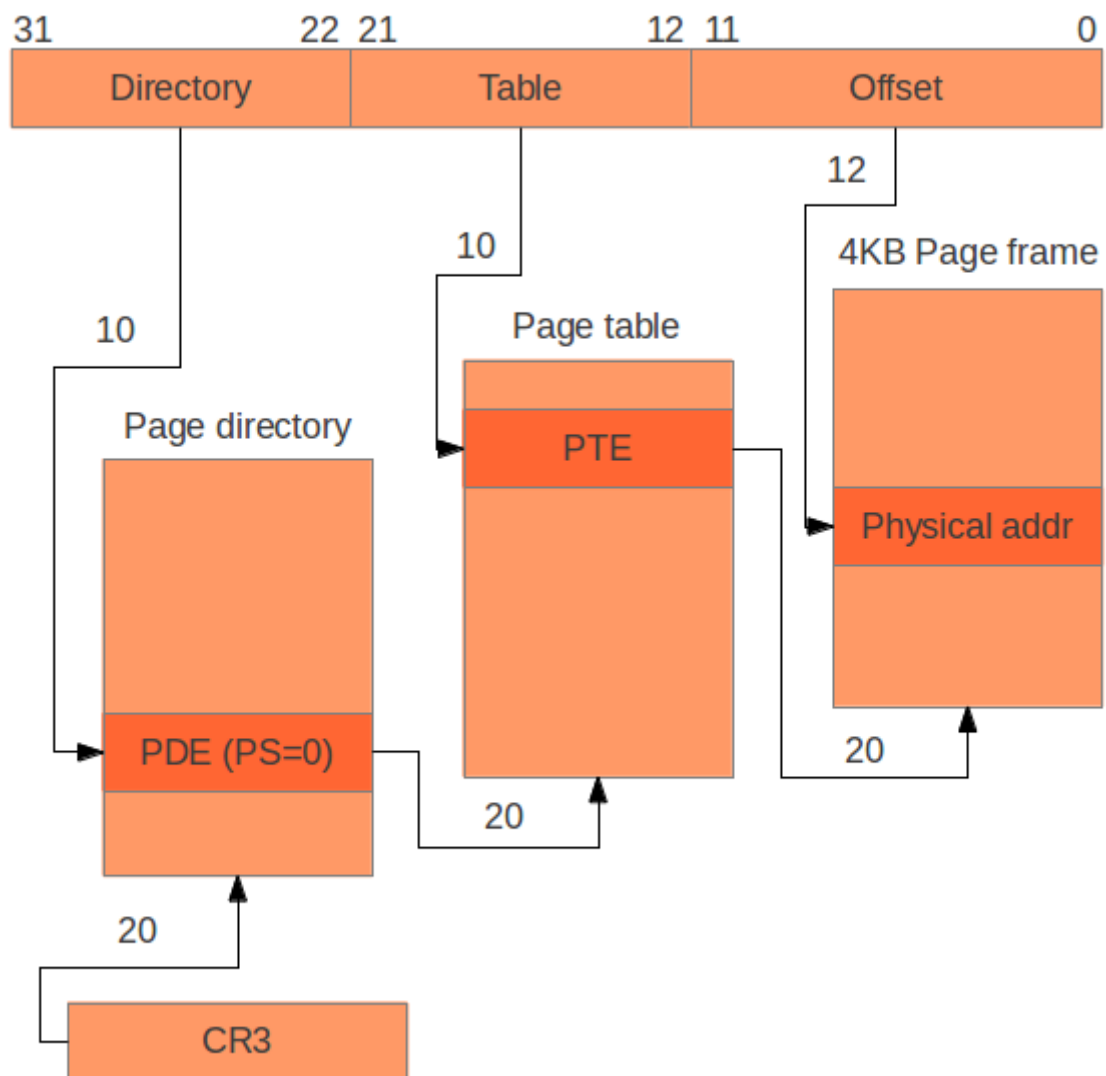 31 22 21 12 11 0
Directory Table Offset
12
10
4KB Page frame
10
Page table
Page directory
PTE
Physical addr
PDE (PS=0)
20
20
20
CR3